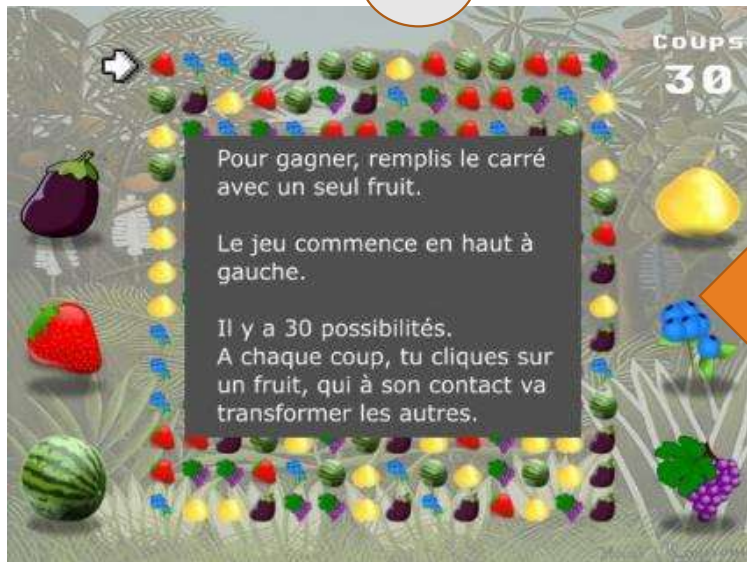 Coups
30
Pour gagner, remplis le carré
avec un seul fruit.
Le jeu commence en haut à
gauche.
Il y a 30 possibilités.
A chaque coup, tu cliques sur
un fruit, qui à son contact va
transformer les autres.